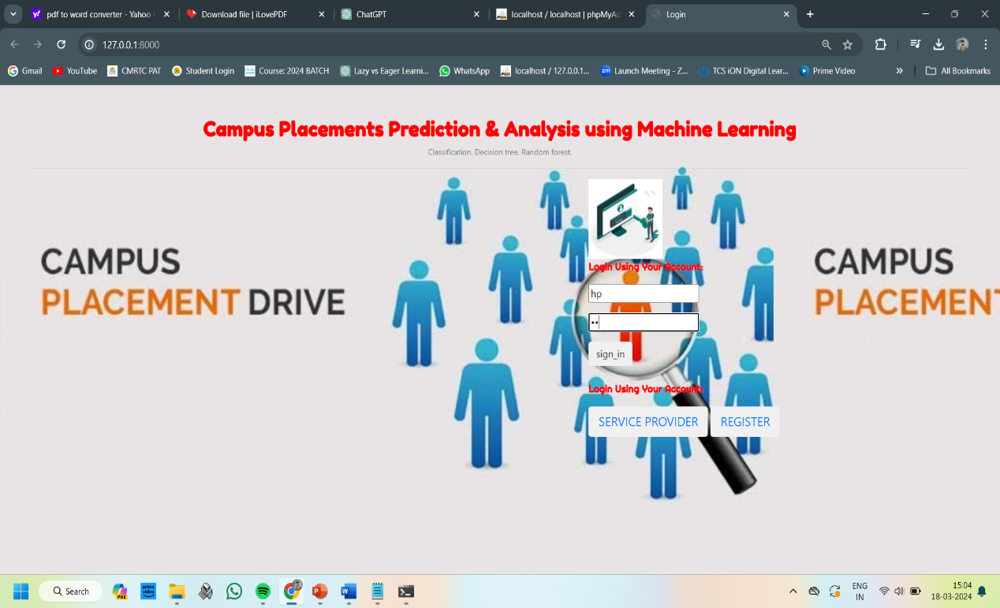 pdf to word converter - Yahoo
Download file | iLovePDF
ChatGPT
localhost / localhost | phpMyAd
Login
127.0.0.1:8000
Gmail
YouTube
CMRTC PAT
Student Login
Course: 2024 BATCH
Lazy vs Eager Learni...
WhatsApp
localhost / 127.0.0.1...
zm Launch Meeting - Z...
TCS iON Digital Lear...
Prime Video
»
All Bookmarks
Campus Placements Prediction & Analysis using Machine Learning
Classification, Decision tree, Random forest.
CAMPUS
PLACEMENT DRIVE
CAMPUS
PLACEMENT
Login Using Your Account:
hp
••
sign_in
Login Using Your Account:
SERVICE PROVIDER
REGISTER
Search
PRE
prime video
ENG
IN
15:04
18-03-2024